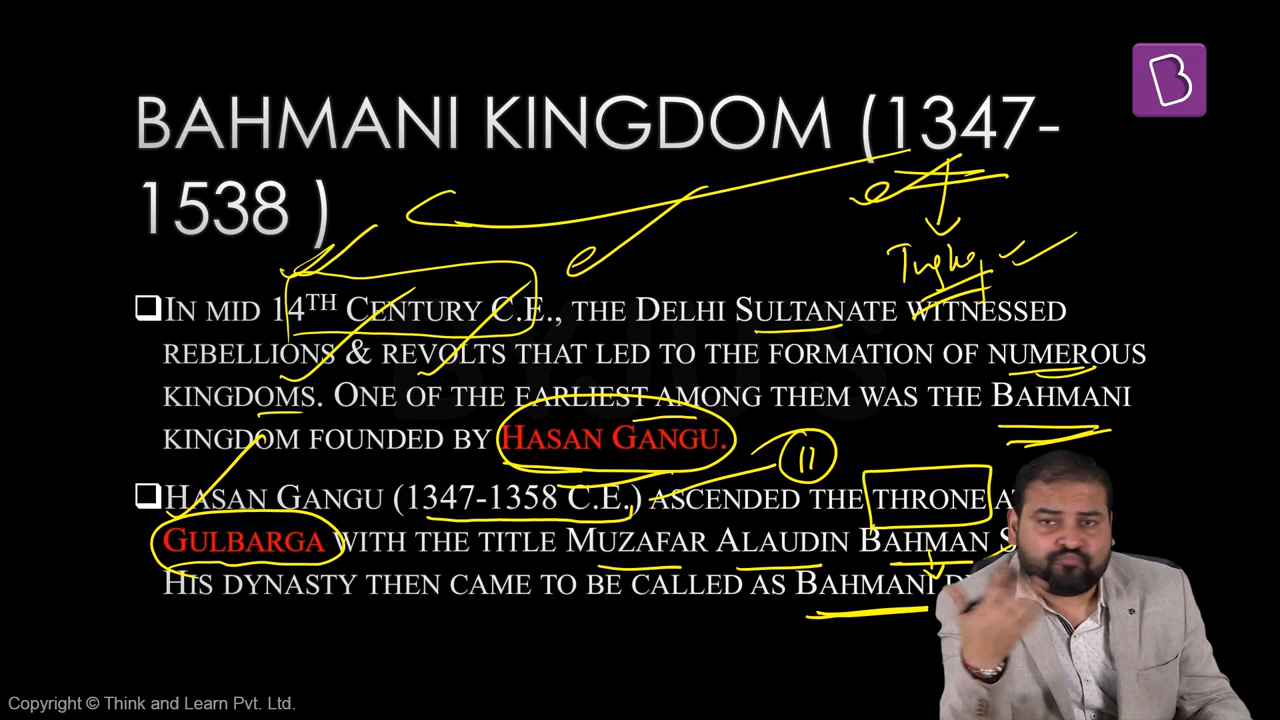 BAHMANI KINGDOM (1347-
1538 )
IN MID 14TH CENTURY C.E., THE DELHI SULTANATE WITNESSED
REBELLIONS & REVOLTS THAT LED TO THE FORMATION OF NUMEROUS
KINGDOMS. ONE OF THE EARLIEST AMONG THEM WAS THE BAHMANI
KINGDOM FOUNDED BY HASAN GANGU.
11
HASAN GANGU (1347-1358 C.E.) ASCENDED THE THRONE
GULBARGA WITH THE TITLE MUZAFAR ALAUDIN BAHMAN
HIS DYNASTY THEN CAME TO BE CALLED AS BAHMANI
Copyright © Think and Learn Pvt. Ltd.